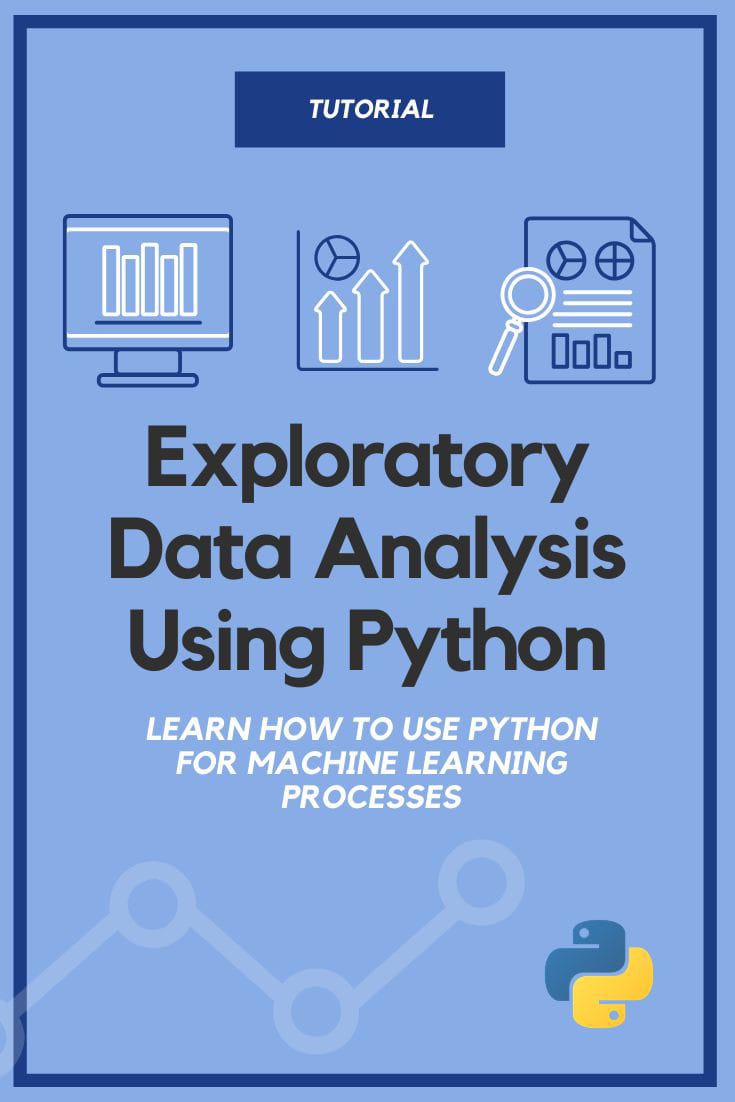 TUTORIAL
Exploratory
Data Analysis
Using Python
LEARN HOW TO USE PYTHON
FOR MACHINE LEARNING
PROCESSES